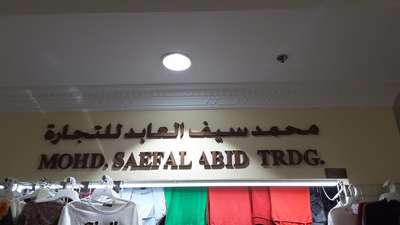 محمد سيف العابد للتجارة
MOHD. SAEFAL ABID TRDG.